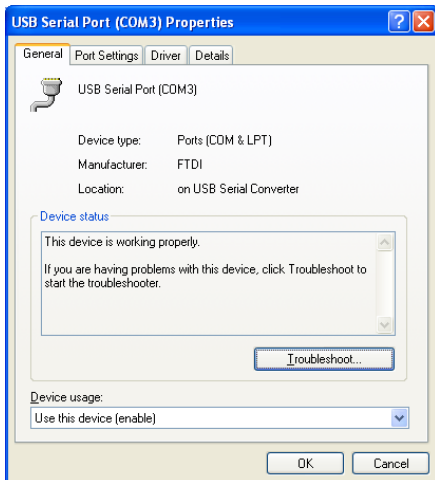 USB Serial Port (COM3) Properties
General Port Settings Driver Details
USB Serial Port (COM3)
Device type: Ports (COM & LPT)
Manufacturer: FTDI
Location: on USB Serial Converter
Device status
This device is working properly.
If you are having problems with this device, click Troubleshoot to
start the troubleshooter.
Troubleshoot...
Device usage:
Use this device (enable)
OK Cancel